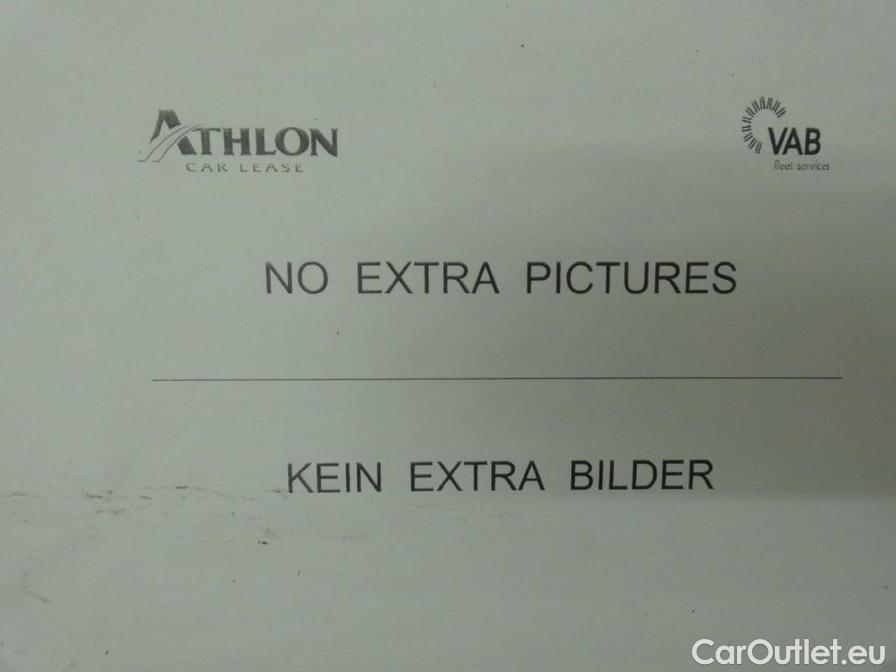 ATHLON
CAR LEASE
VAB
fleet services
NO EXTRA PICTURES
KEIN EXTRA BILDER
CarOutlet.eu